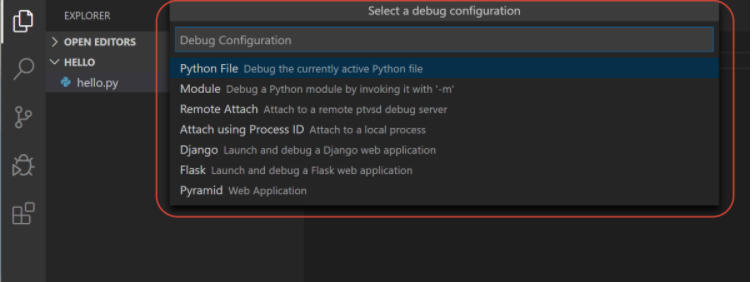 EXPLORER
OPEN EDITORS
HELLO
hello.py
Select a debug configuration
Debug Configuration
Python File Debug the currently active Python file
Module Debug a Python module by invoking it with '-m'
Remote Attach Attach to a remote ptvsd debug server
Attach using Process ID Attach to a local process
Django Launch and debug a Django web application
Flask Launch and debug a Flask web application
Pyramid Web Application